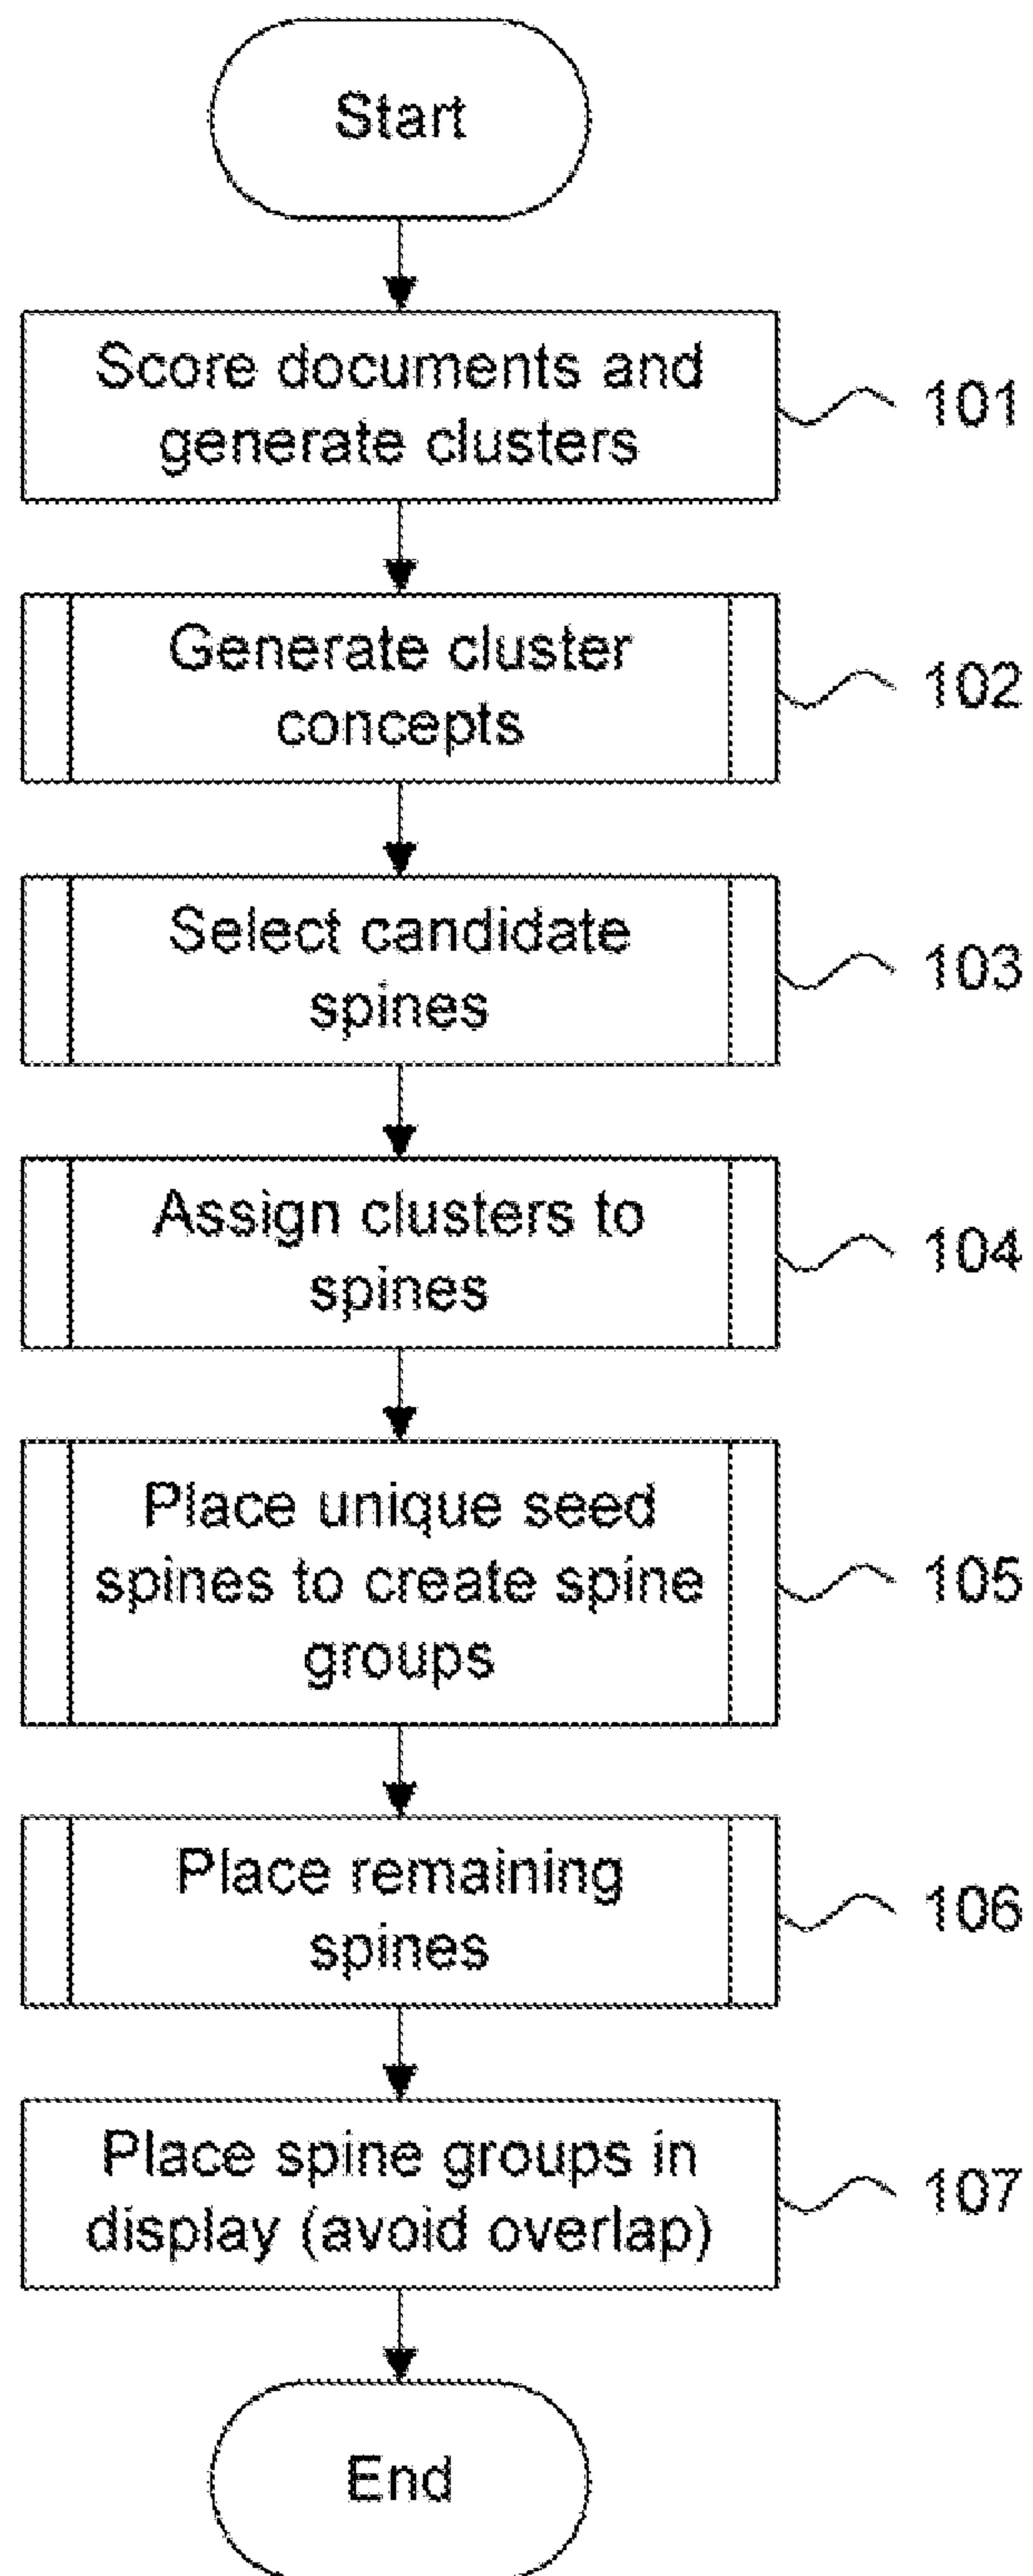 Start
Score documents and
generate clusters
101
Generate cluster
concepts
102
Select candidate
spines
103
Assign clusters to
spines
104
Place unique seed
spines to create spine
groups
105
Place remaining
spines
106
Place spine groups in
display (avoid overlap)
107
End